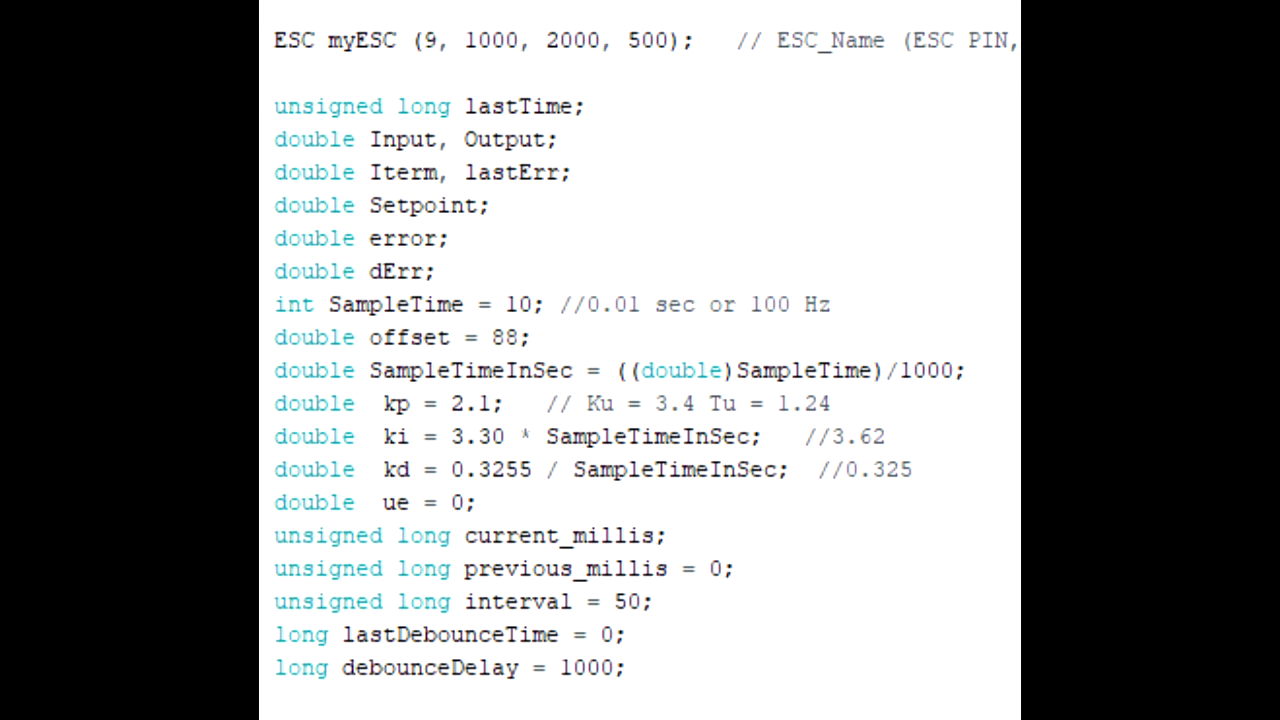 ESC myESC (9, 1000, 2000, 500);   // ESC_Name (ESC PIN,
unsigned long lastTime;
double Input, Output;
double Iterm, lastErr;
double Setpoint;
double error;
double dErr;
int SampleTime = 10; //0.01 sec or 100 Hz
double offset = 88;
double SampleTimeInSec = ((double)SampleTime)/1000;
double  kp = 2.1;   // Ku = 3.4 Tu = 1.24
double  ki = 3.30 * SampleTimeInSec;   //3.62
double  kd = 0.3255 / SampleTimeInSec;  //0.325
double  ue = 0;
unsigned long current_millis;
unsigned long previous_millis = 0;
unsigned long interval = 50;
long lastDebounceTime = 0;
long debounceDelay = 1000;